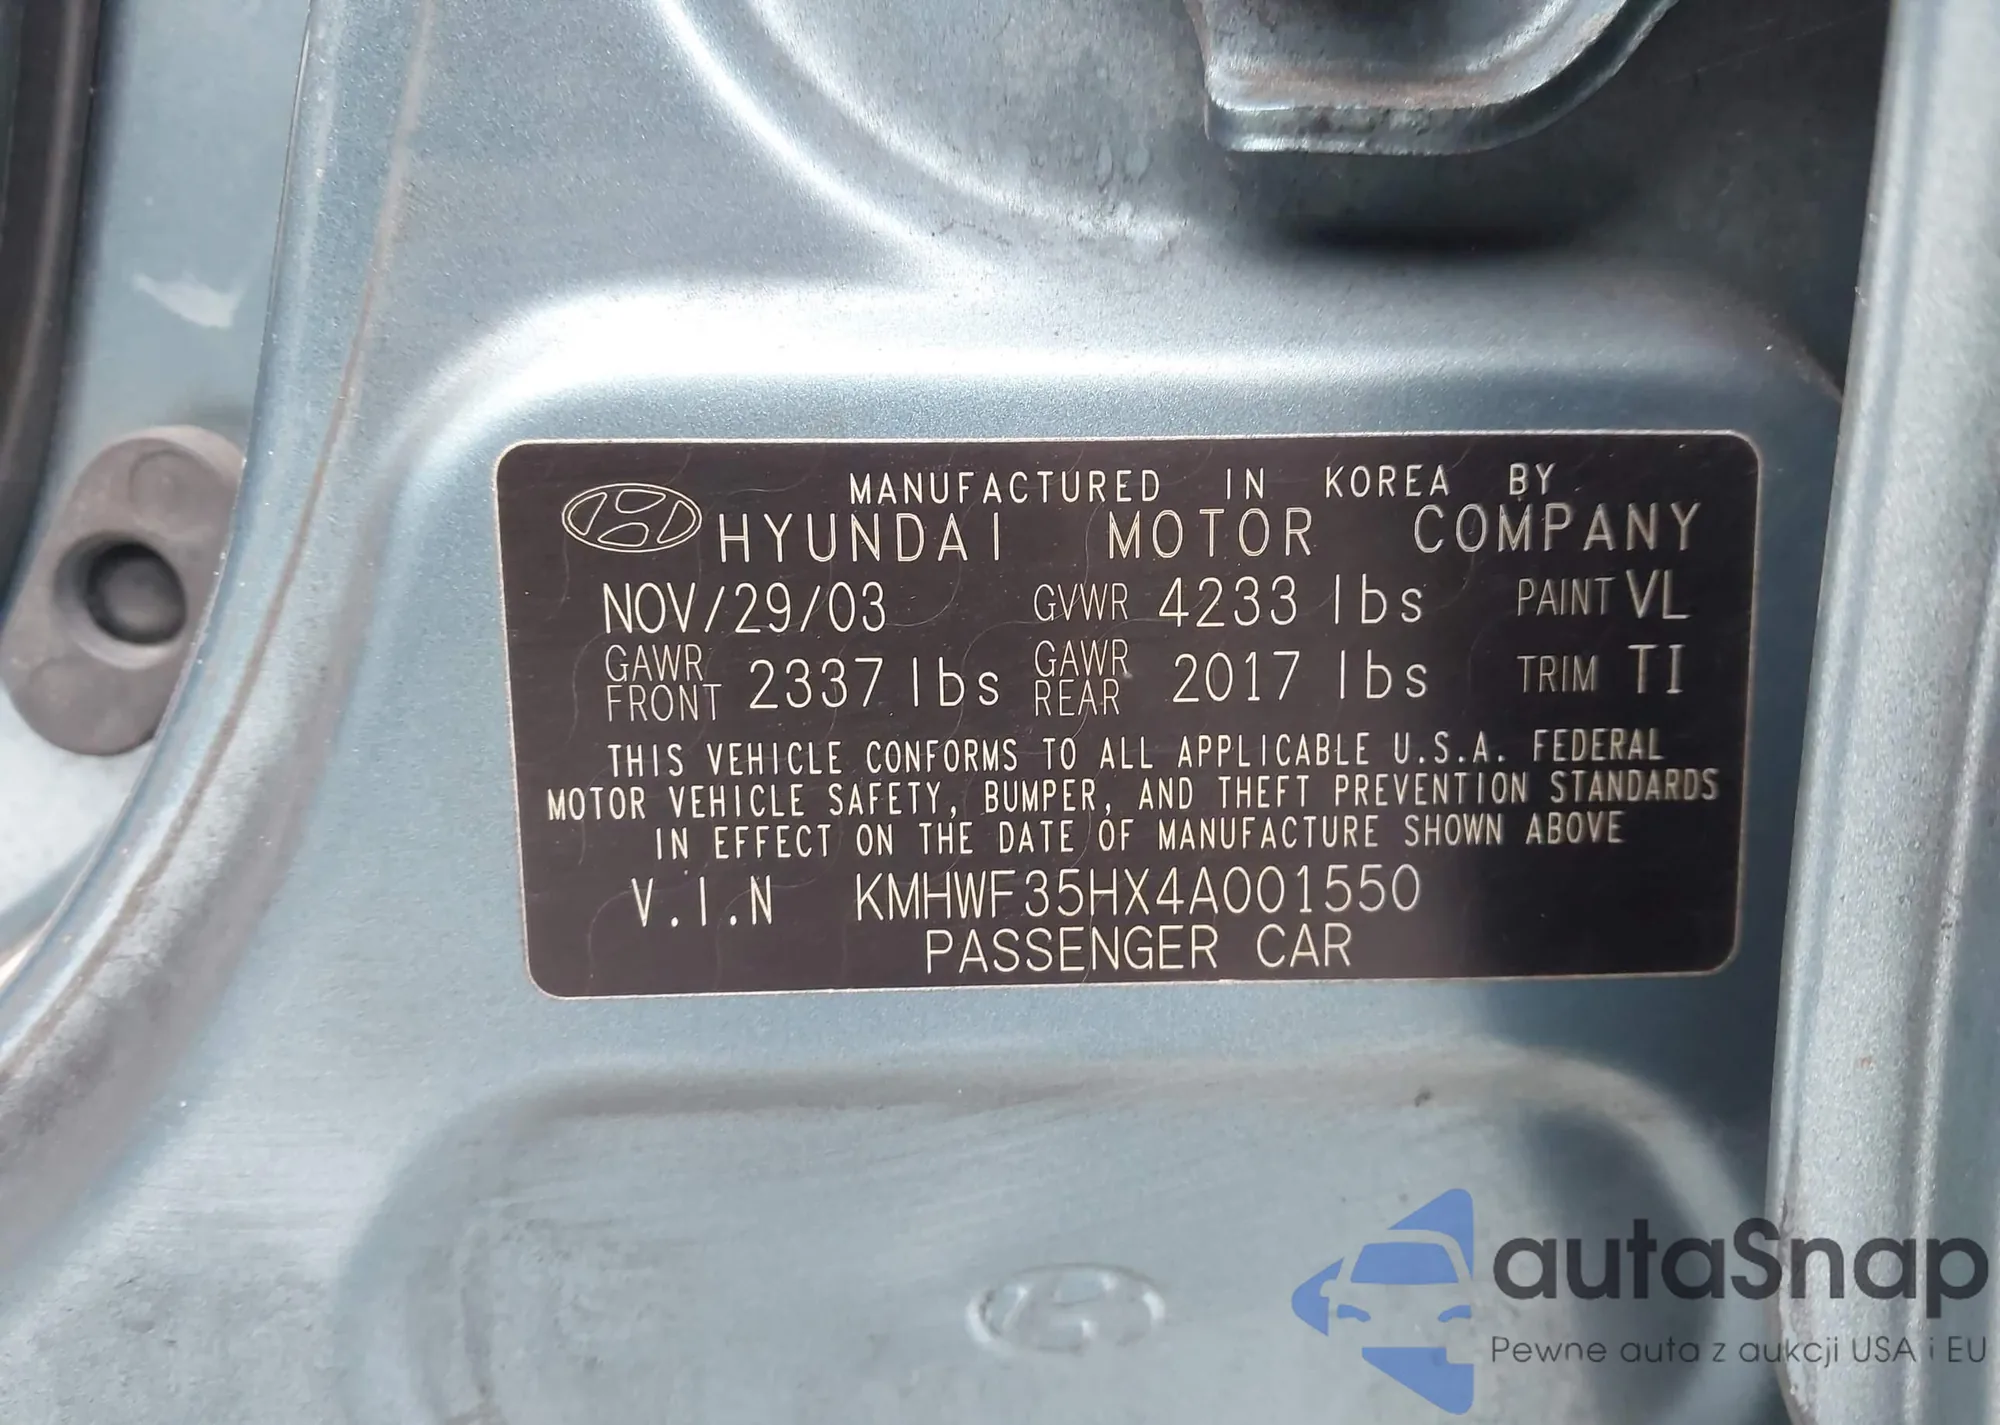 MANUFACTURED IN KOREA BY
HYUNDAI MOTOR COMPANY
NOV/29/03 GVWR 4233 lbs PAINT VL
GAWR FRONT 2337 lbs GAWR REAR 2017 lbs TRIM TI
THIS VEHICLE CONFORMS TO ALL APPLICABLE U.S.A. FEDERAL
MOTOR VEHICLE SAFETY, BUMPER, AND THEFT PREVENTION STANDARDS
IN EFFECT ON THE DATE OF MANUFACTURE SHOWN ABOVE
V.I.N KMHWF35HX4A001550
PASSENGER CAR
autaSnap
Pewne auta z aukcji USA i EU